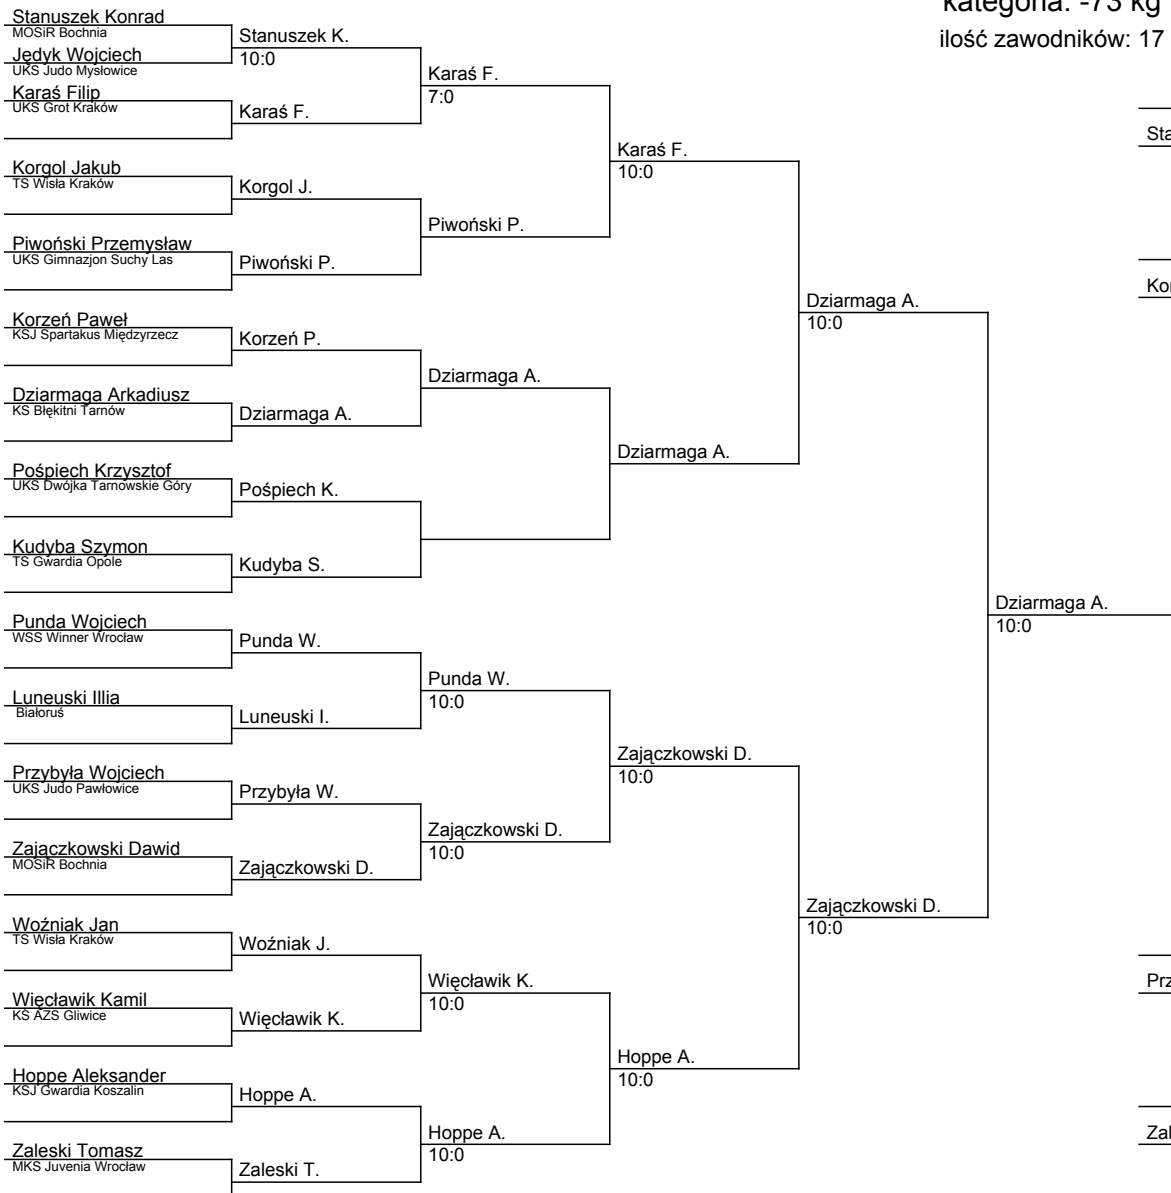 Stanuszek Konrad
MOSiR Bochnia
Jędyk Wojciech
UKS Judo Mysłowice
Karaś Filip
UKS Grot Kraków
Korgol Jakub
TS Wisła Kraków
Piwoński Przemysław
UKS Gimnazjon Suchy Las
Korzeń Paweł
KSJ Spartakus Międzyrzecz
Dziarmaga Arkadiusz
KS Błękitni Tarnów
Pośpiech Krzysztof
UKS Dwójka Tarnowskie Góry
Kudyba Szymon
TS Gwardia Opole
Punda Wojciech
WSS Winner Wrocław
Luneuski Illia
Białoruś
Przybyła Wojciech
UKS Judo Pawłowice
Zajączkowski Dawid
MOSiR Bochnia
Woźniak Jan
TS Wisła Kraków
Więcławik Kamil
KŚ AZS Gliwice
Hoppe Aleksander
KSJ Gwardia Koszalin
Zaleski Tomasz
MKS Juvenia Wrocław
Stanuszek K.
10:0
Karaś F.
Korgol J.
Piwoński P.
Korzeń P.
Dziarmaga A.
Pośpiech K.
Kudyba S.
Punda W.
Luneuski I.
Przybyła W.
Zajączkowski D.
Woźniak J.
Więcławik K.
Hoppe A.
Zaleski T.
Karaś F.
7:0
Piwoński P.
Dziarmaga A.
Punda W.
10:0
Zajączkowski D.
10:0
Więcławik K.
10:0
Hoppe A.
10:0
Karaś F.
10:0
Dziarmaga A.
Zajączkowski D.
10:0
Hoppe A.
10:0
Dziarmaga A.
10:0
Zajączkowski D.
10:0
Dziarmaga A.
10:0
kategoria: -73 kg
ilość zawodników: 17
Sta
Kor
Prz
Zal